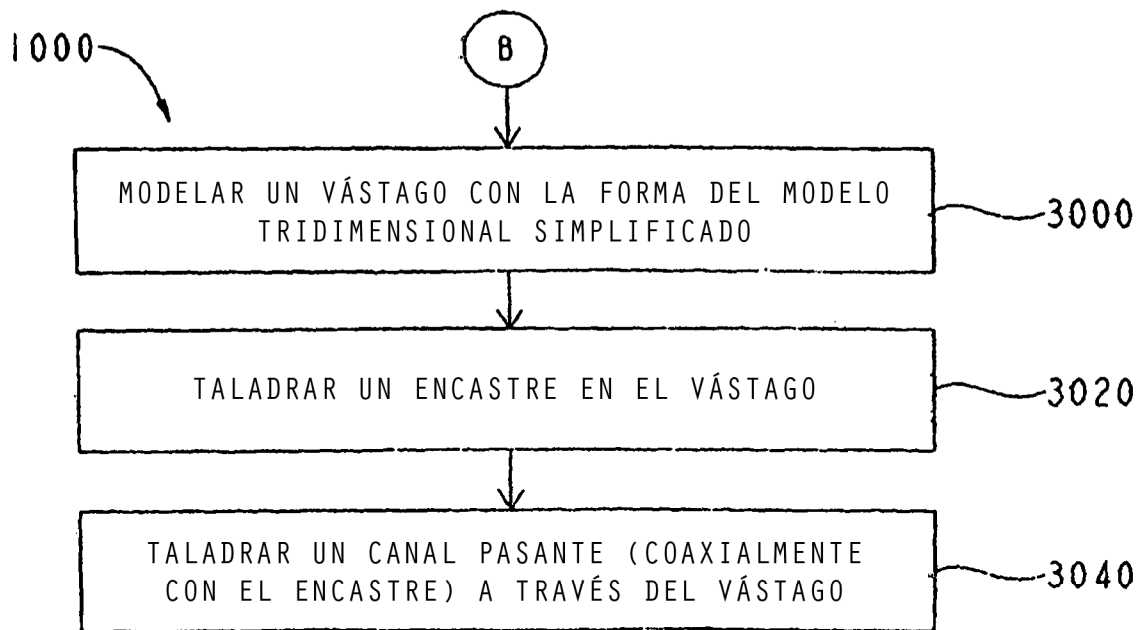 1000
B
MODELAR UN VÁSTAGO CON LA FORMA DEL MODELO
TRIDIMENSIONAL SIMPLIFICADO
3000
TALADRAR UN ENCASTRE EN EL VÁSTAGO
3020
TALADRAR UN CANAL PASANTE (COAXIALMENTE
CON EL ENCASTRE) A TRAVÉS DEL VÁSTAGO
3040